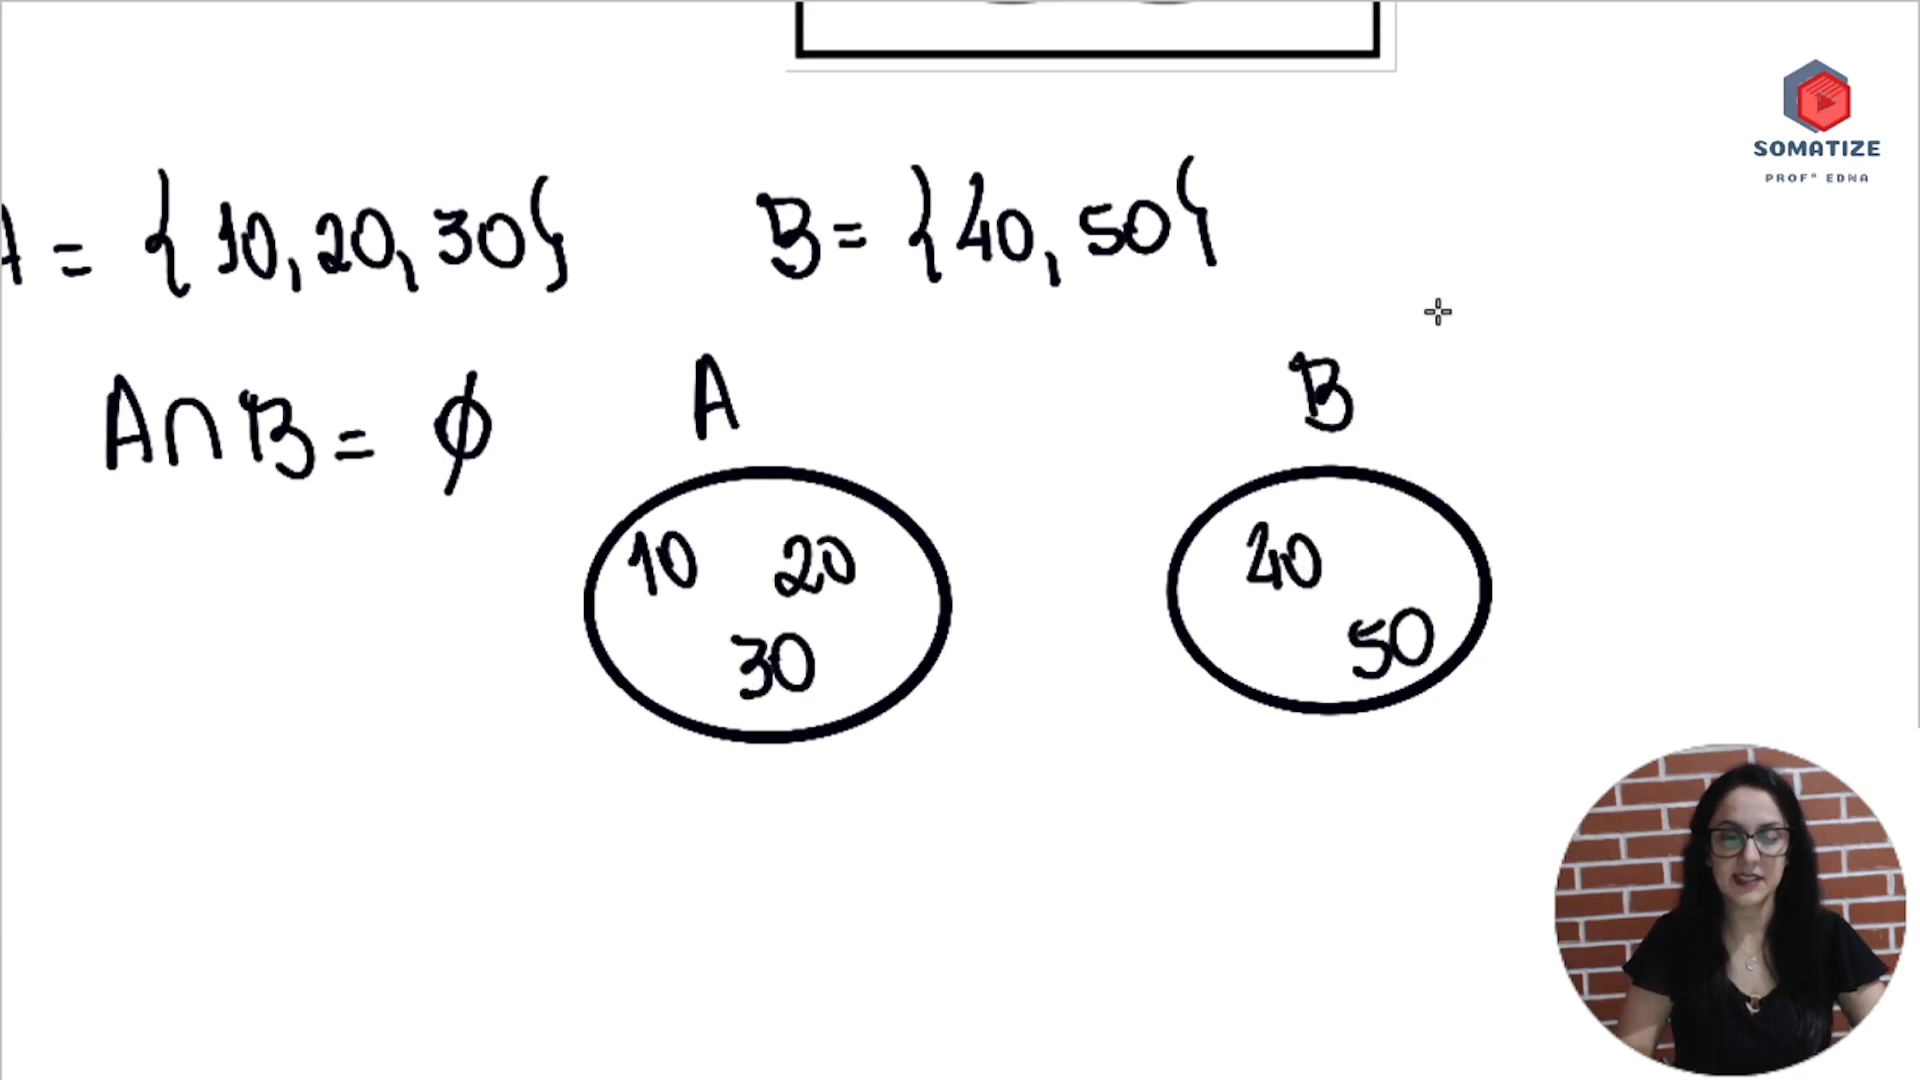 A = {10, 20, 30} B = {40, 50}
A∩B = ∅
A B
10 20
30
40
50
SOMATIZE
PROFª EDNA